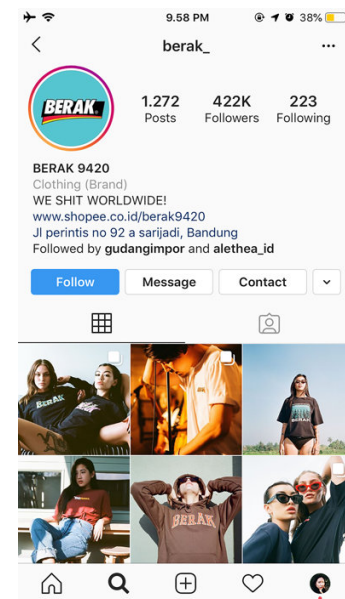 9.58 PM
38%
berak_
BERAK
1.272
Posts
422K
Followers
223
Following
BERAK 9420
Clothing (Brand)
WE SHIT WORLDWIDE!
www.shopee.co.id/berak9420
Jl perintis no 92 a sarijadi, Bandung
Followed by gudangimpor and alethea_id
Follow
Message
Contact
BERAK
BERAK
BERAK